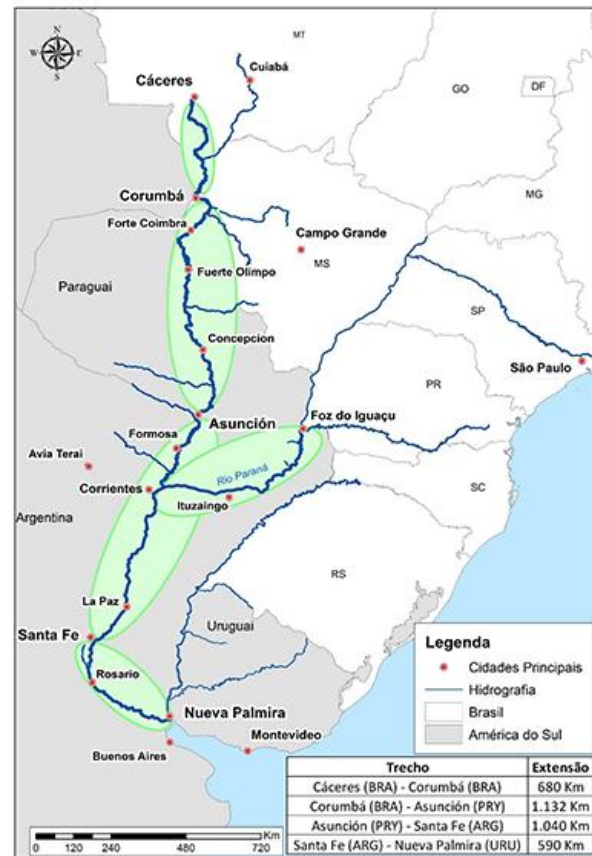 N
W
E
S
MT
Cuiabá
Cáceres
GO
DF
MG
Corumbá
Forte Coimbra
Campo Grande
MS
Fuerte Olimpo
Paraguai
SP
Concepcion
São Paulo
PR
Asunción
Foz do Iguaçu
Formosa
Avia Terai
Rio Paraná
Corrientes
SC
Ituzaingo
Argentina
RS
La Paz
Uruguai
Santa Fe
Rosario
Nueva Palmira
Montevideo
Buenos Aires
Legenda
Cidades Principais
Hidrografia
Brasil
América do Sul
Trecho Extensão
Cáceres (BRA) - Corumbá (BRA) 680 Km
Corumbá (BRA) - Asunción (PRY) 1.132 Km
Asunción (PRY) - Santa Fe (ARG) 1.040 Km
Santa Fe (ARG) - Nueva Palmira (URU) 590 Km
Km
0 120 240 480 720